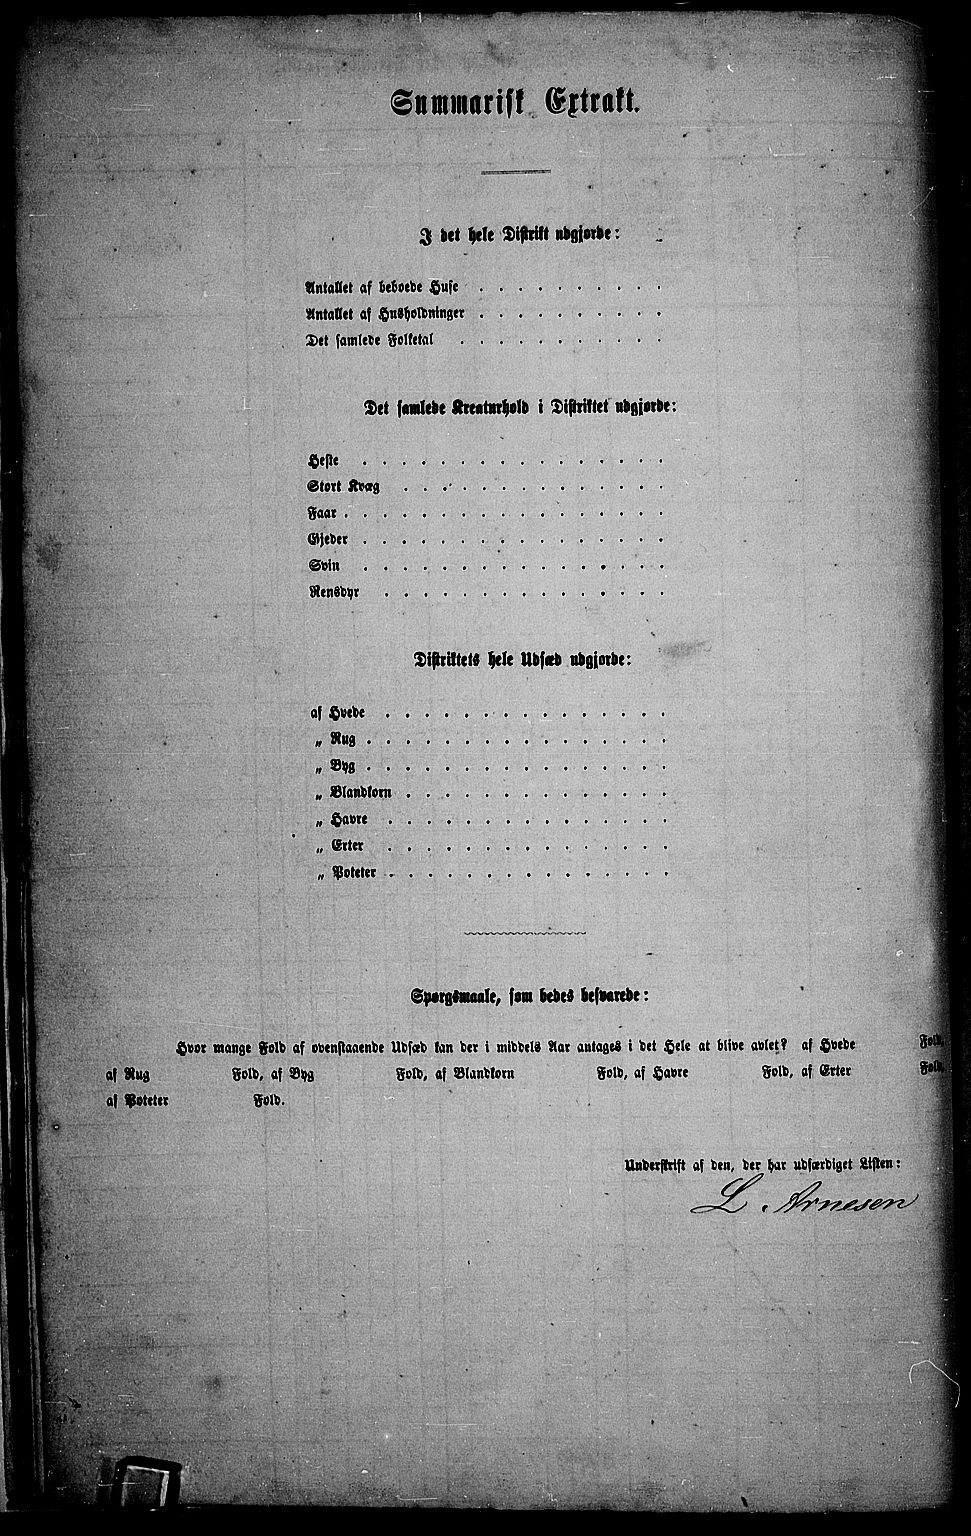 Summarisk Extrakt.
I det hele Distrikt udgjorde:
Antallet af beboede Huse . . . . . . . . . .
Antallet af Husholdninger . . . . . . . . . .
Det samlede Folketal . . . . . . . . . . .
Det samlede Kreaturhold i Distriktet udgjorde:
Heste . . . . . . . . . . . . . . . .
Stort Kvæg . . . . . . . . . . . . . .
Faar . . . . . . . . . . . . . . . . .
Gjeder . . . . . . . . . . . . . . . .
Svin . . . . . . . . . . . . . . . .
Rensdyr . . . . . . . . . . . . . . .
Distriktets hele Udsæd udgjorde:
af Hvede . . . . . . . . . . . . . . .
„ Rug . . . . . . . . . . . . . . . .
„ Byg . . . . . . . . . . . . . . . .
„ Blandkorn . . . . . . . . . . . . . .
„ Havre . . . . . . . . . . . . . . .
„ Erter . . . . . . . . . . . . . . .
„ Poteter . . . . . . . . . . . . . . .
Spørgsmaale, som bedes besvarede:
Hvor mange Fold af ovenstaaende Udsæd kan der i middels Aar antages i det Hele at blive avlet? af Hvede Fold,
af Rug Fold, af Byg Fold, af Blandkorn Fold, af Havre Fold, af Erter Fold,
af Poteter Fold.
Underskrift af den, der har udfærdiget Listen:
L. Arnesen